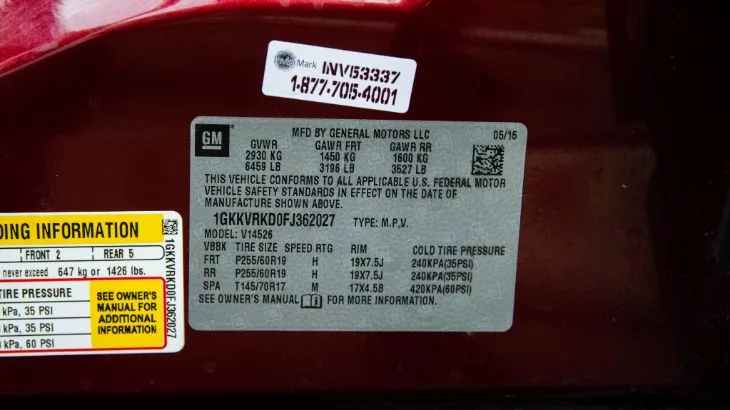 Mark INV53337
1-877-705-4001
GM
MFD BY GENERAL MOTORS LLC 05/15
GVWR GAWR FRT GAWR RR
2930 KG 1450 KG 1600 KG
6459 LB 3196 LB 3527 LB
THIS VEHICLE CONFORMS TO ALL APPLICABLE U.S. FEDERAL MOTOR
VEHICLE SAFETY STANDARDS IN EFFECT ON THE DATE OF
MANUFACTURE SHOWN ABOVE.
1GKKVRKD0FJ362027 TYPE: M.P.V.
MODEL: V14526
VBBK TIRE SIZE SPEED RTG RIM COLD TIRE PRESSURE
FRT P255/60R19 H 19X7.5J 240KPA(35PSI)
RR P255/60R19 H 19X7.5J 240KPA(35PSI)
SPA T145/70R17 M 17X4.5B 420KPA(60PSI)
SEE OWNER'S MANUAL FOR MORE INFORMATION.
DING INFORMATION
FRONT 2 REAR 5
never exceed 647 kg or 1426 lbs.
TIRE PRESSURE
kPa, 35 PSI
kPa, 35 PSI
0 kPa, 60 PSI
SEE OWNER'S
MANUAL FOR
ADDITIONAL
INFORMATION
1GKKVRKD0FJ362027